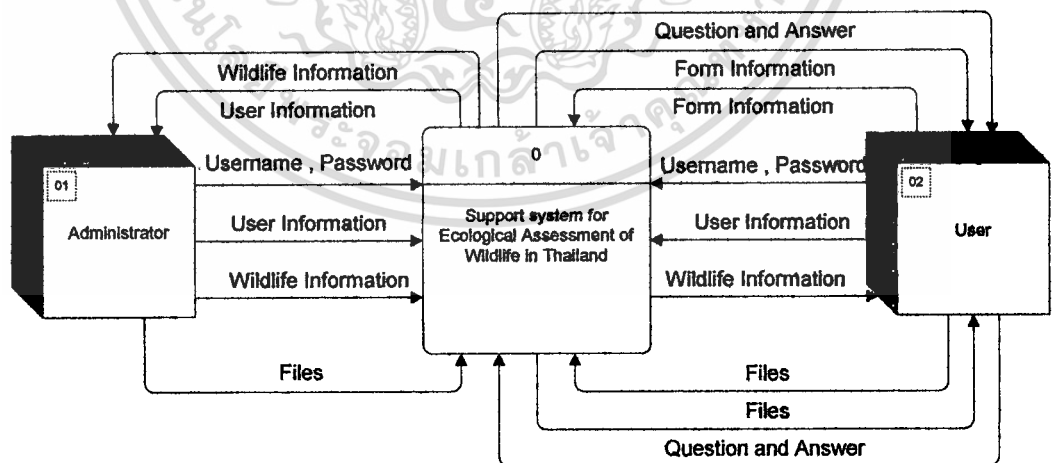 Question and Answer
Wildlife Information
Form Information
User Information
Form Information
. Username , Password
0
Username , Password
01
Administrator
Support system for
Ecological Assessment of
Wildlife in Thailand
02
User
User Information
User Information
Wildlife Information
Wildlife Information
Files
Files
Files
Question and Answer